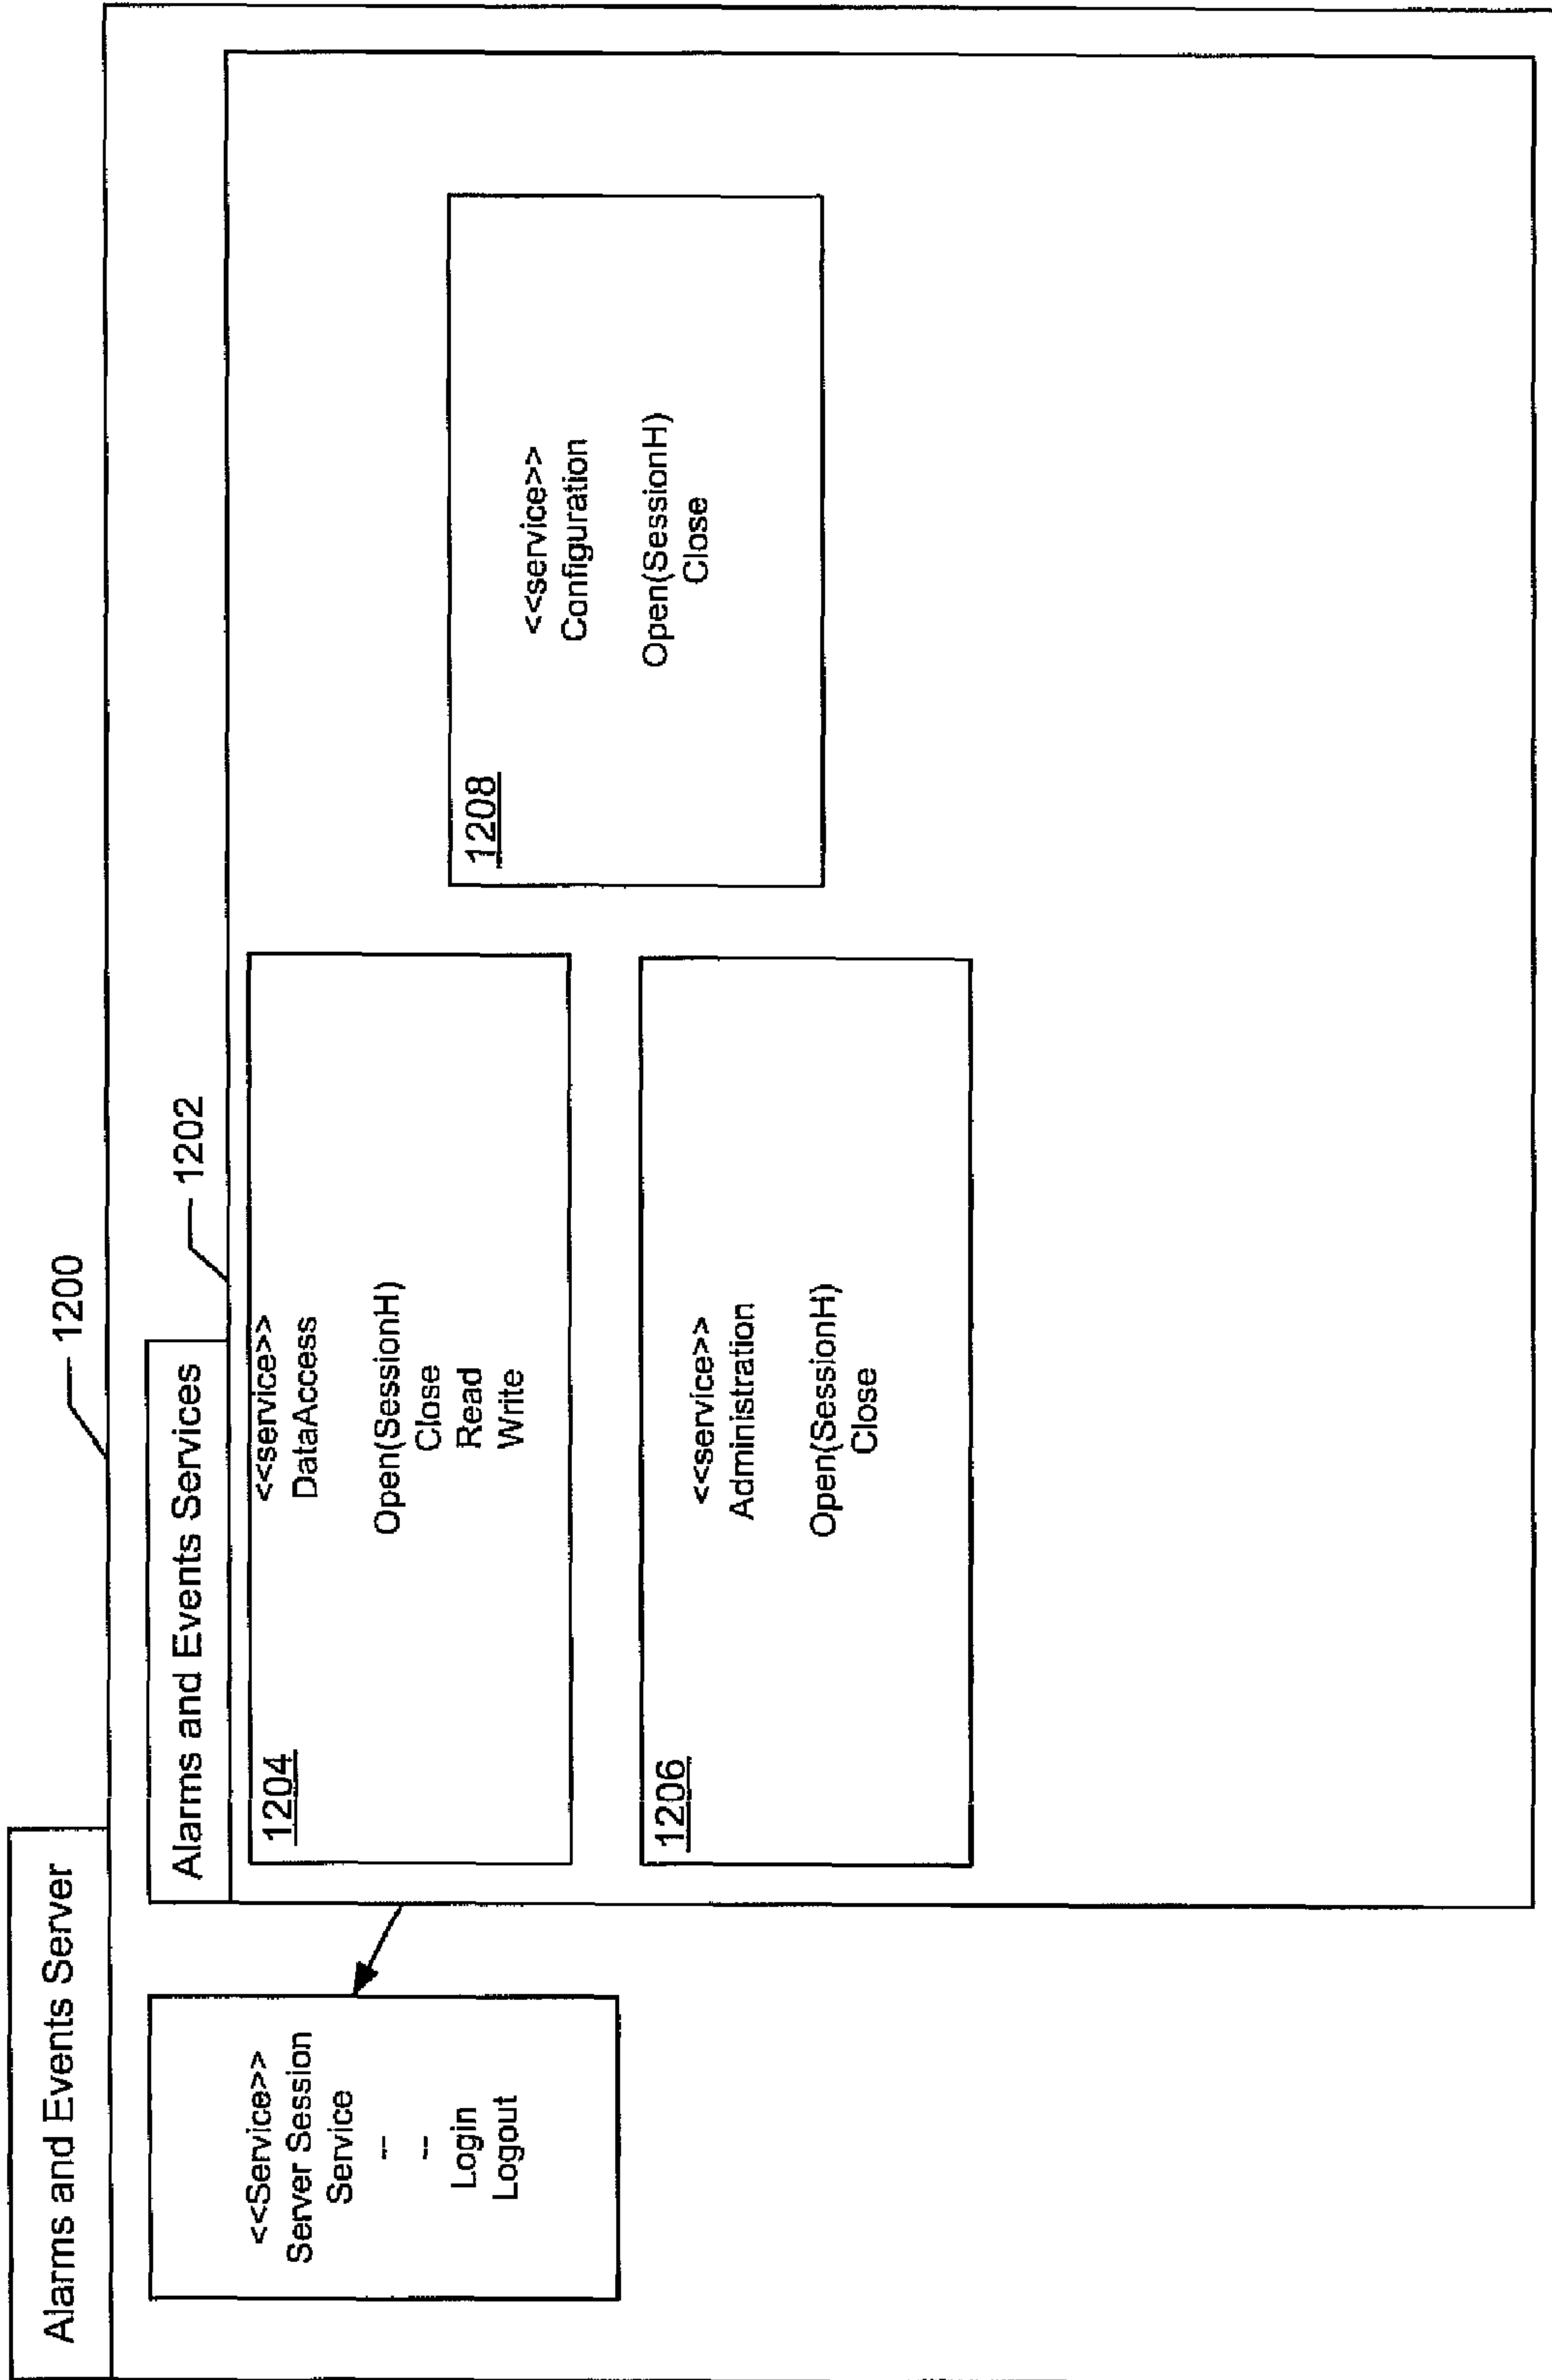 Alarms and Events Server
1200
Alarms and Events Services
1202
<<Service>>
Server Session
Service
--
--
Login
Logout
1204
<<service>>
DataAccess
Open(SessionH)
Close
Read
Write
1206
<<service>>
Administration
Open(SessionH)
Close
1208
<<service>>
Configuration
Open(SessionH)
Close